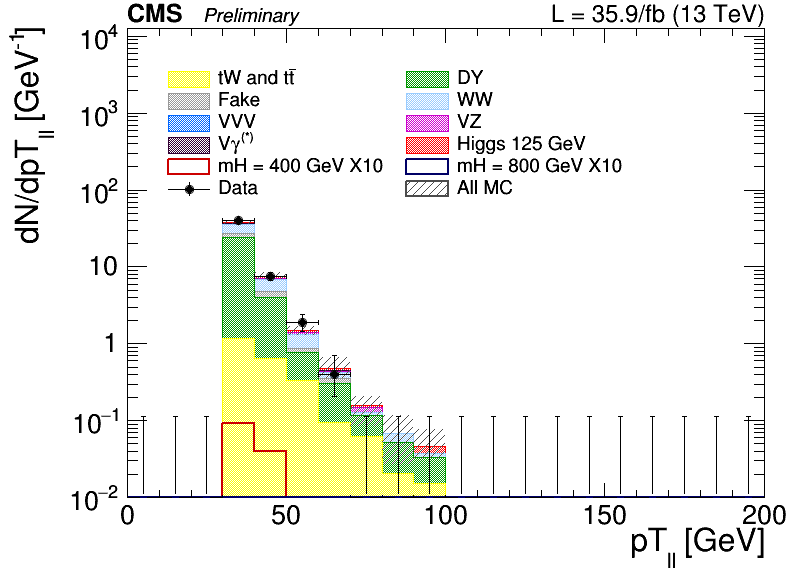 CMS Preliminary L = 35.9/fb (13 TeV)
dN/dpT_ll [GeV^-1]
10^4
10^3
10^2
10
1
10^−1
10^−2
tW and tt̄ DY
Fake WW
VVV VZ
Vγ^(*) Higgs 125 GeV
mH = 400 GeV X10 mH = 800 GeV X10
Data All MC
0 50 100 150 200
pT_ll [GeV]